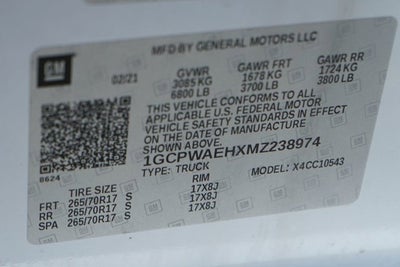 MFD BY GENERAL MOTORS LLC
GM
02/21 GVWR GAWR FRT GAWR RR
3085 KG 1678 KG 1724 KG
6800 LB 3700 LB 3800 LB
THIS VEHICLE CONFORMS TO ALL
APPLICABLE U.S. FEDERAL MOTOR
VEHICLE SAFETY STANDARDS IN EFFECT
ON THE DATE OF MANUFACTURE
SHOWN ABOVE.
1GCPWAEHXMZ238974
8624 TYPE: TRUCK MODEL: X4CC10543
TIRE SIZE RIM
FRT 265/70R17 S 17X8J
RR 265/70R17 S 17X8J
SPA 265/70R17 S 17X8J